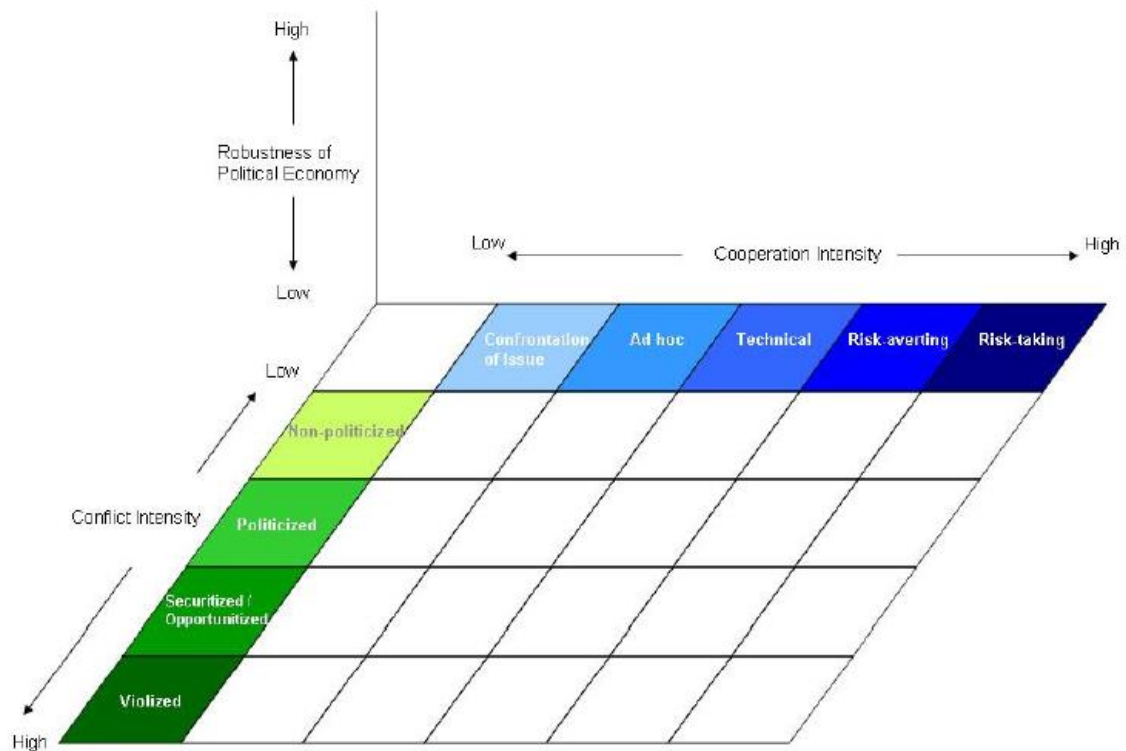 High
Robustness of
Political Economy
Low
Low
Cooperation Intensity
High
Confrontation
of Issue
Ad hoc
Technical
Risk-averting
Risk-taking
Low
Non-politicized
Conflict Intensity
Politicized
Securitized /
Opportunitized
Violized
High